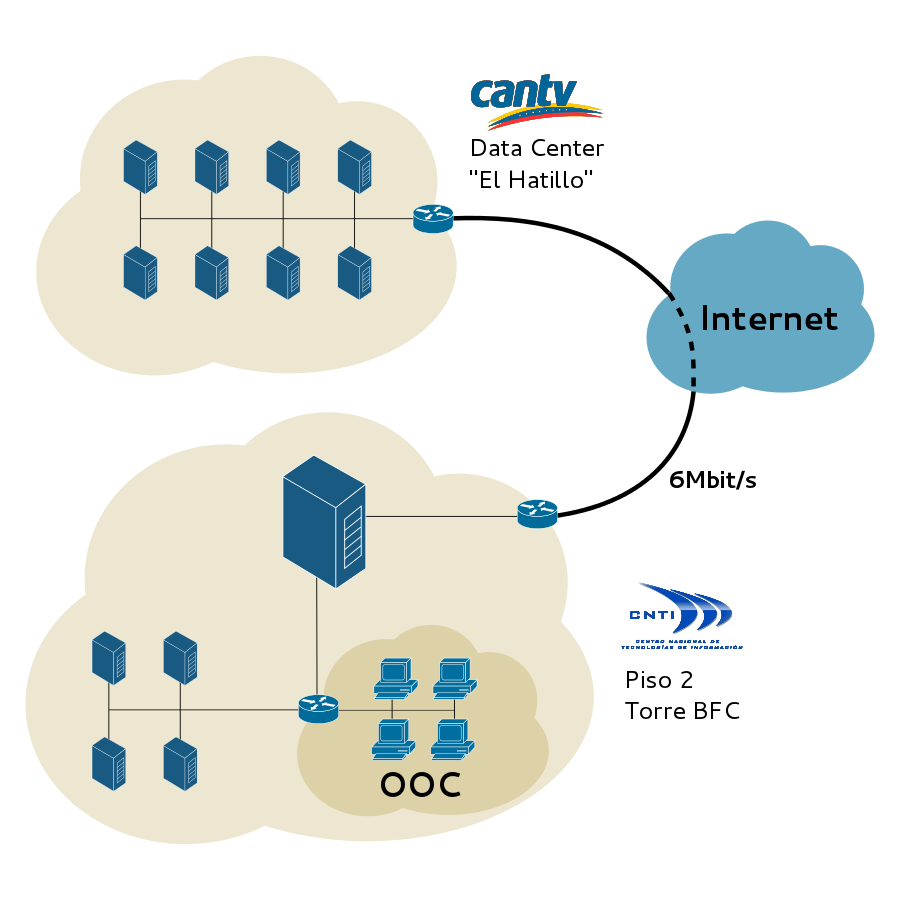 cantv
Data Center
"El Hatillo"
Internet
6Mbit/s
CNTI
CENTRO NACIONAL DE
TECNOLOGÍAS DE INFORMACIÓN
Piso 2
Torre BFC
OOC